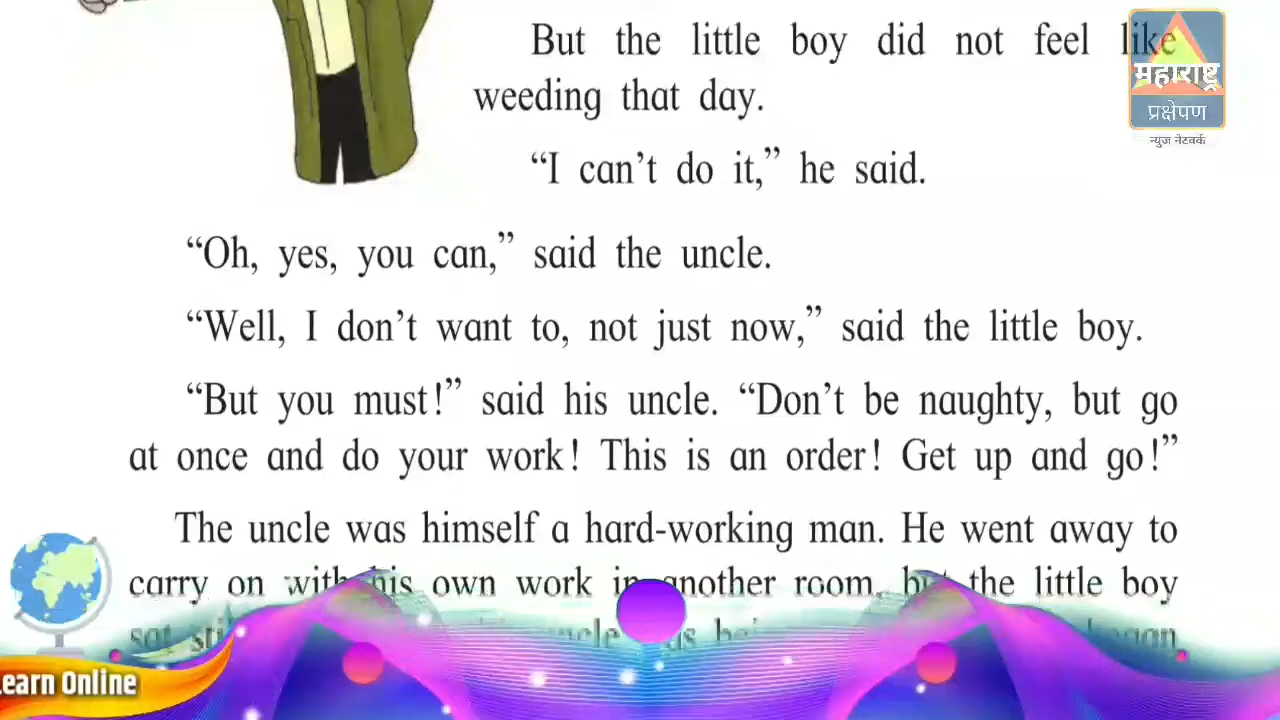 But the little boy did not feel like
weeding that day.
“I can’t do it,” he said.
“Oh, yes, you can,” said the uncle.
“Well, I don’t want to, not just now,” said the little boy.
“But you must!” said his uncle. “Don’t be naughty, but go
at once and do your work! This is an order! Get up and go!”
The uncle was himself a hard-working man. He went away to
carry on with his own work in another room, but the little boy
sat
महाराष्ट्र
प्रक्षेपण
न्युज नेटवर्क
Learn Online